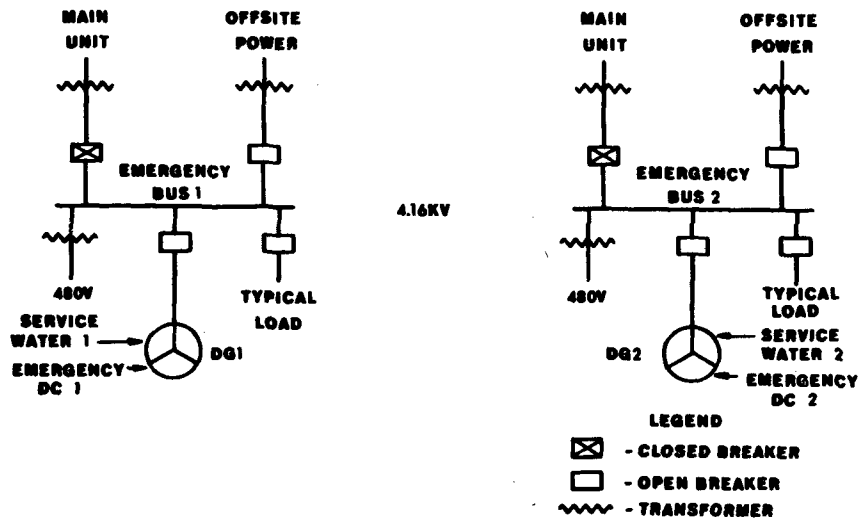 MAIN
UNIT
OFFSITE
POWER
EMERGENCY
BUS 1
480V
TYPICAL
LOAD
SERVICE
WATER 1
EMERGENCY
DC 1
DG1
4.16KV
MAIN
UNIT
OFFSITE
POWER
EMERGENCY
BUS 2
480V
TYPICAL
LOAD
DG2
SERVICE
WATER 2
EMERGENCY
DC 2
LEGEND
- CLOSED BREAKER
- OPEN BREAKER
- TRANSFORMER